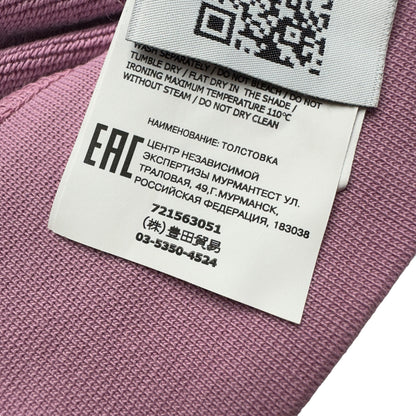 WASH SEPARATELY / DO NOT BLEACH / DO NOT
TUMBLE DRY / FLAT DRY IN THE SHADE /
IRONING MAXIMUM TEMPERATURE 110°C
WITHOUT STEAM / DO NOT DRY CLEAN
НАИМЕНОВАНИЕ: ТОЛСТОВКА
EAC
ЦЕНТР НЕЗАВИСИМОЙ
ЭКСПЕРТИЗЫ МУРМАНТЕСТ УЛ.
ТРАЛОВАЯ, 49,Г.МУРМАНСК,
РОССИЙСКАЯ ФЕДЕРАЦИЯ, 183038
721563051
(株)豊田貿易
03-5350-4524